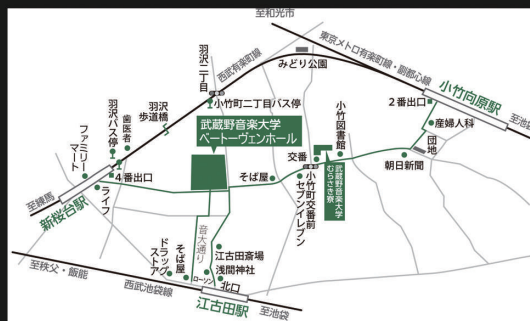 至和光市
東京メトロ有楽町線・副都心線
西武有楽町線
羽沢二丁目
みどり公園
小竹向原駅
小竹町二丁目バス停
2番出口
至池
羽沢歩道橋
羽沢バス停
歯医者
ファミリーマート
武蔵野音楽大学
ベートーヴェンホール
小竹図書館
産婦人科
団地
朝日新聞
交番
武蔵野音楽大学
むらさき寮
4番出口
そば屋
小竹町交番前
セブンイレブン
至練馬
新桜台駅
ライフ
音大通り
ドラッグストア
そば屋
江古田斎場
浅間神社
ローソン
北口
至秩父・飯能
西武池袋線
江古田駅
至池袋